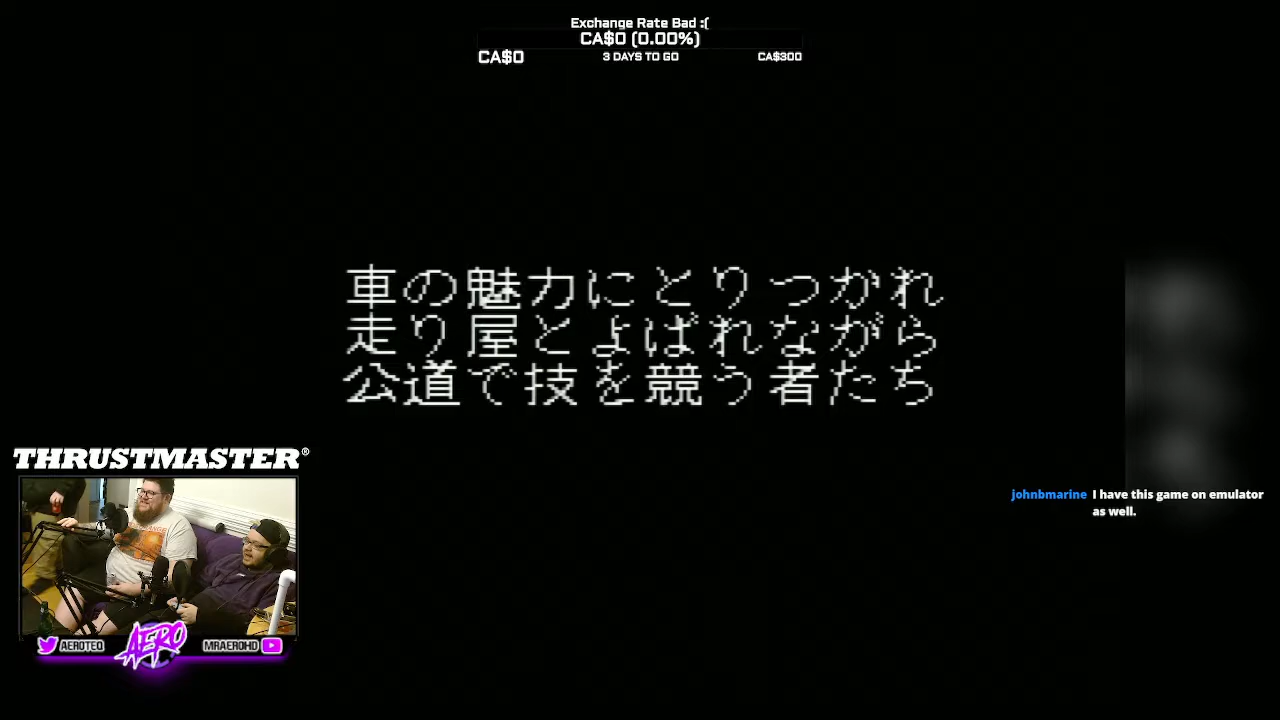 Exchange Rate Bad :(
CA$0 (0.00%)
CA$0 3 DAYS TO GO CA$300
車の魅力にとりつかれ
走り屋とよばれながら
公道で技を競う者たち
THRUSTMASTER®
johnbmarine I have this game on emulator
as well.
AEROTEQ AERO MRAEROHD